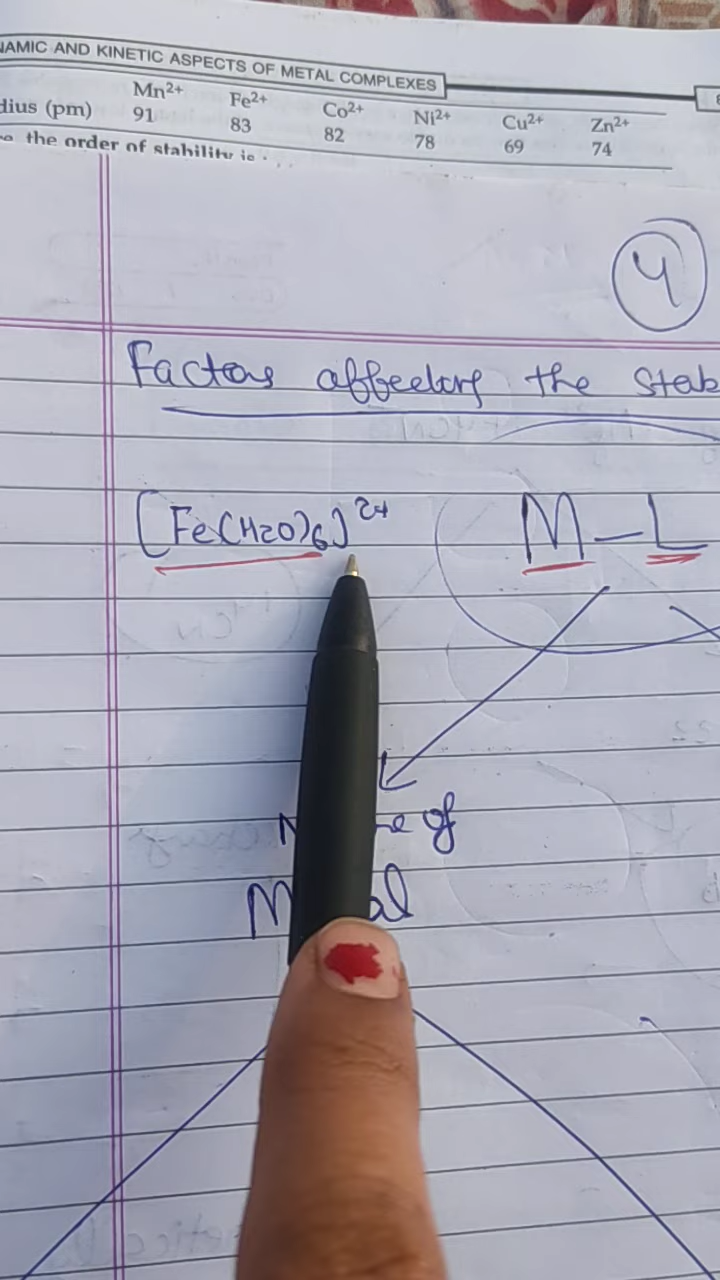 NAMIC AND KINETIC ASPECTS OF METAL COMPLEXES
Mn²⁺ Fe²⁺ Co²⁺ Ni²⁺ Cu²⁺ Zn²⁺
dius (pm) 91 83 82 78 69 74
the order of stability is
4
Factors affecting the Stab
[Fe(H2O)6]²⁺ M-L
of